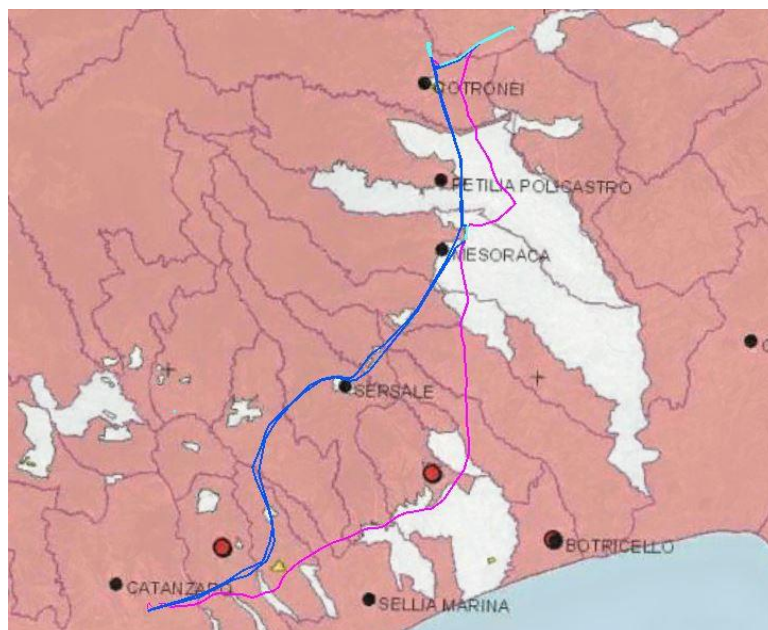 COTRONEI
PETILIA POLICASTRO
MESORACA
SERSALE
BOTRICELLO
CATANZARO
SELLIA MARINA